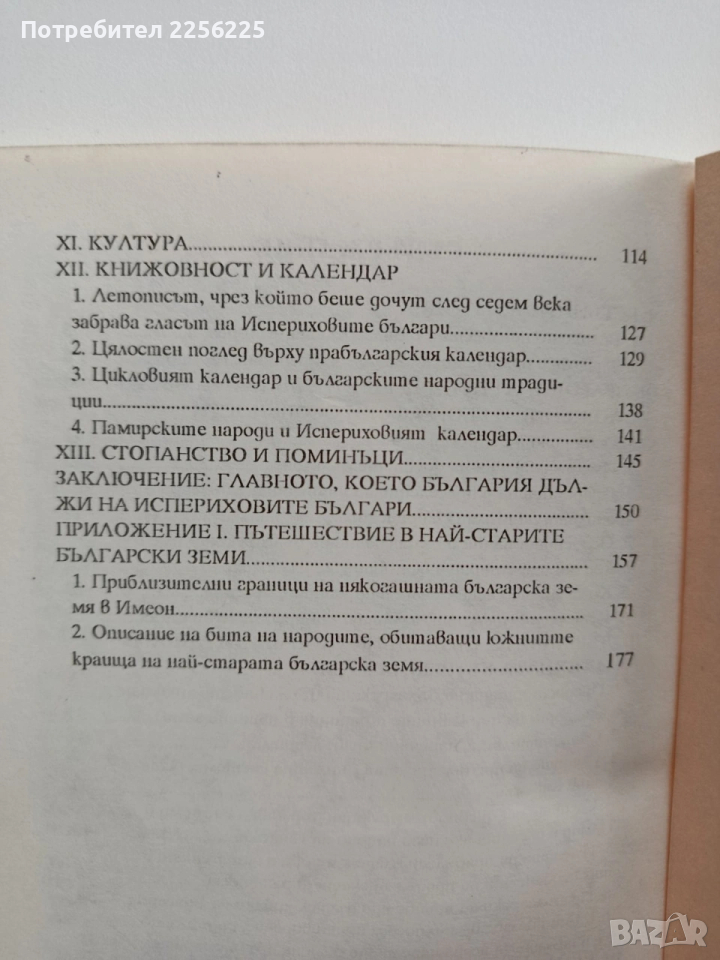 Потребител 2256225
XI. КУЛТУРА.......... 114
XII. КНИЖОВНОСТ И КАЛЕНДАР
1. Летописът, чрез който беше дочут след седем века
забрава гласът на Испериховите българи.......... 127
2. Цялостен поглед върху прабългарския календар.......... 129
3. Цикловият календар и българските народни тради-
ции.......... 138
4. Памирските народи и Испериховият календар.......... 141
XIII. СТОПАНСТВО И ПОМИНЪЦИ.......... 145
ЗАКЛЮЧЕНИЕ: ГЛАВНОТО, КОЕТО БЪЛГАРИЯ ДЪЛ-
ЖИ НА ИСПЕРИХОВИТЕ БЪЛГАРИ.......... 150
ПРИЛОЖЕНИЕ I. ПЪТЕШЕСТВИЕ В НАЙ-СТАРИТЕ
БЪЛГАРСКИ ЗЕМИ.......... 157
1. Приблизителни граници на някогашната българска зе-
мя в Имеон.......... 171
2. Описание на бита на народите, обитаващи южнитте
краища на най-старата българска земя.......... 177
BAZAR